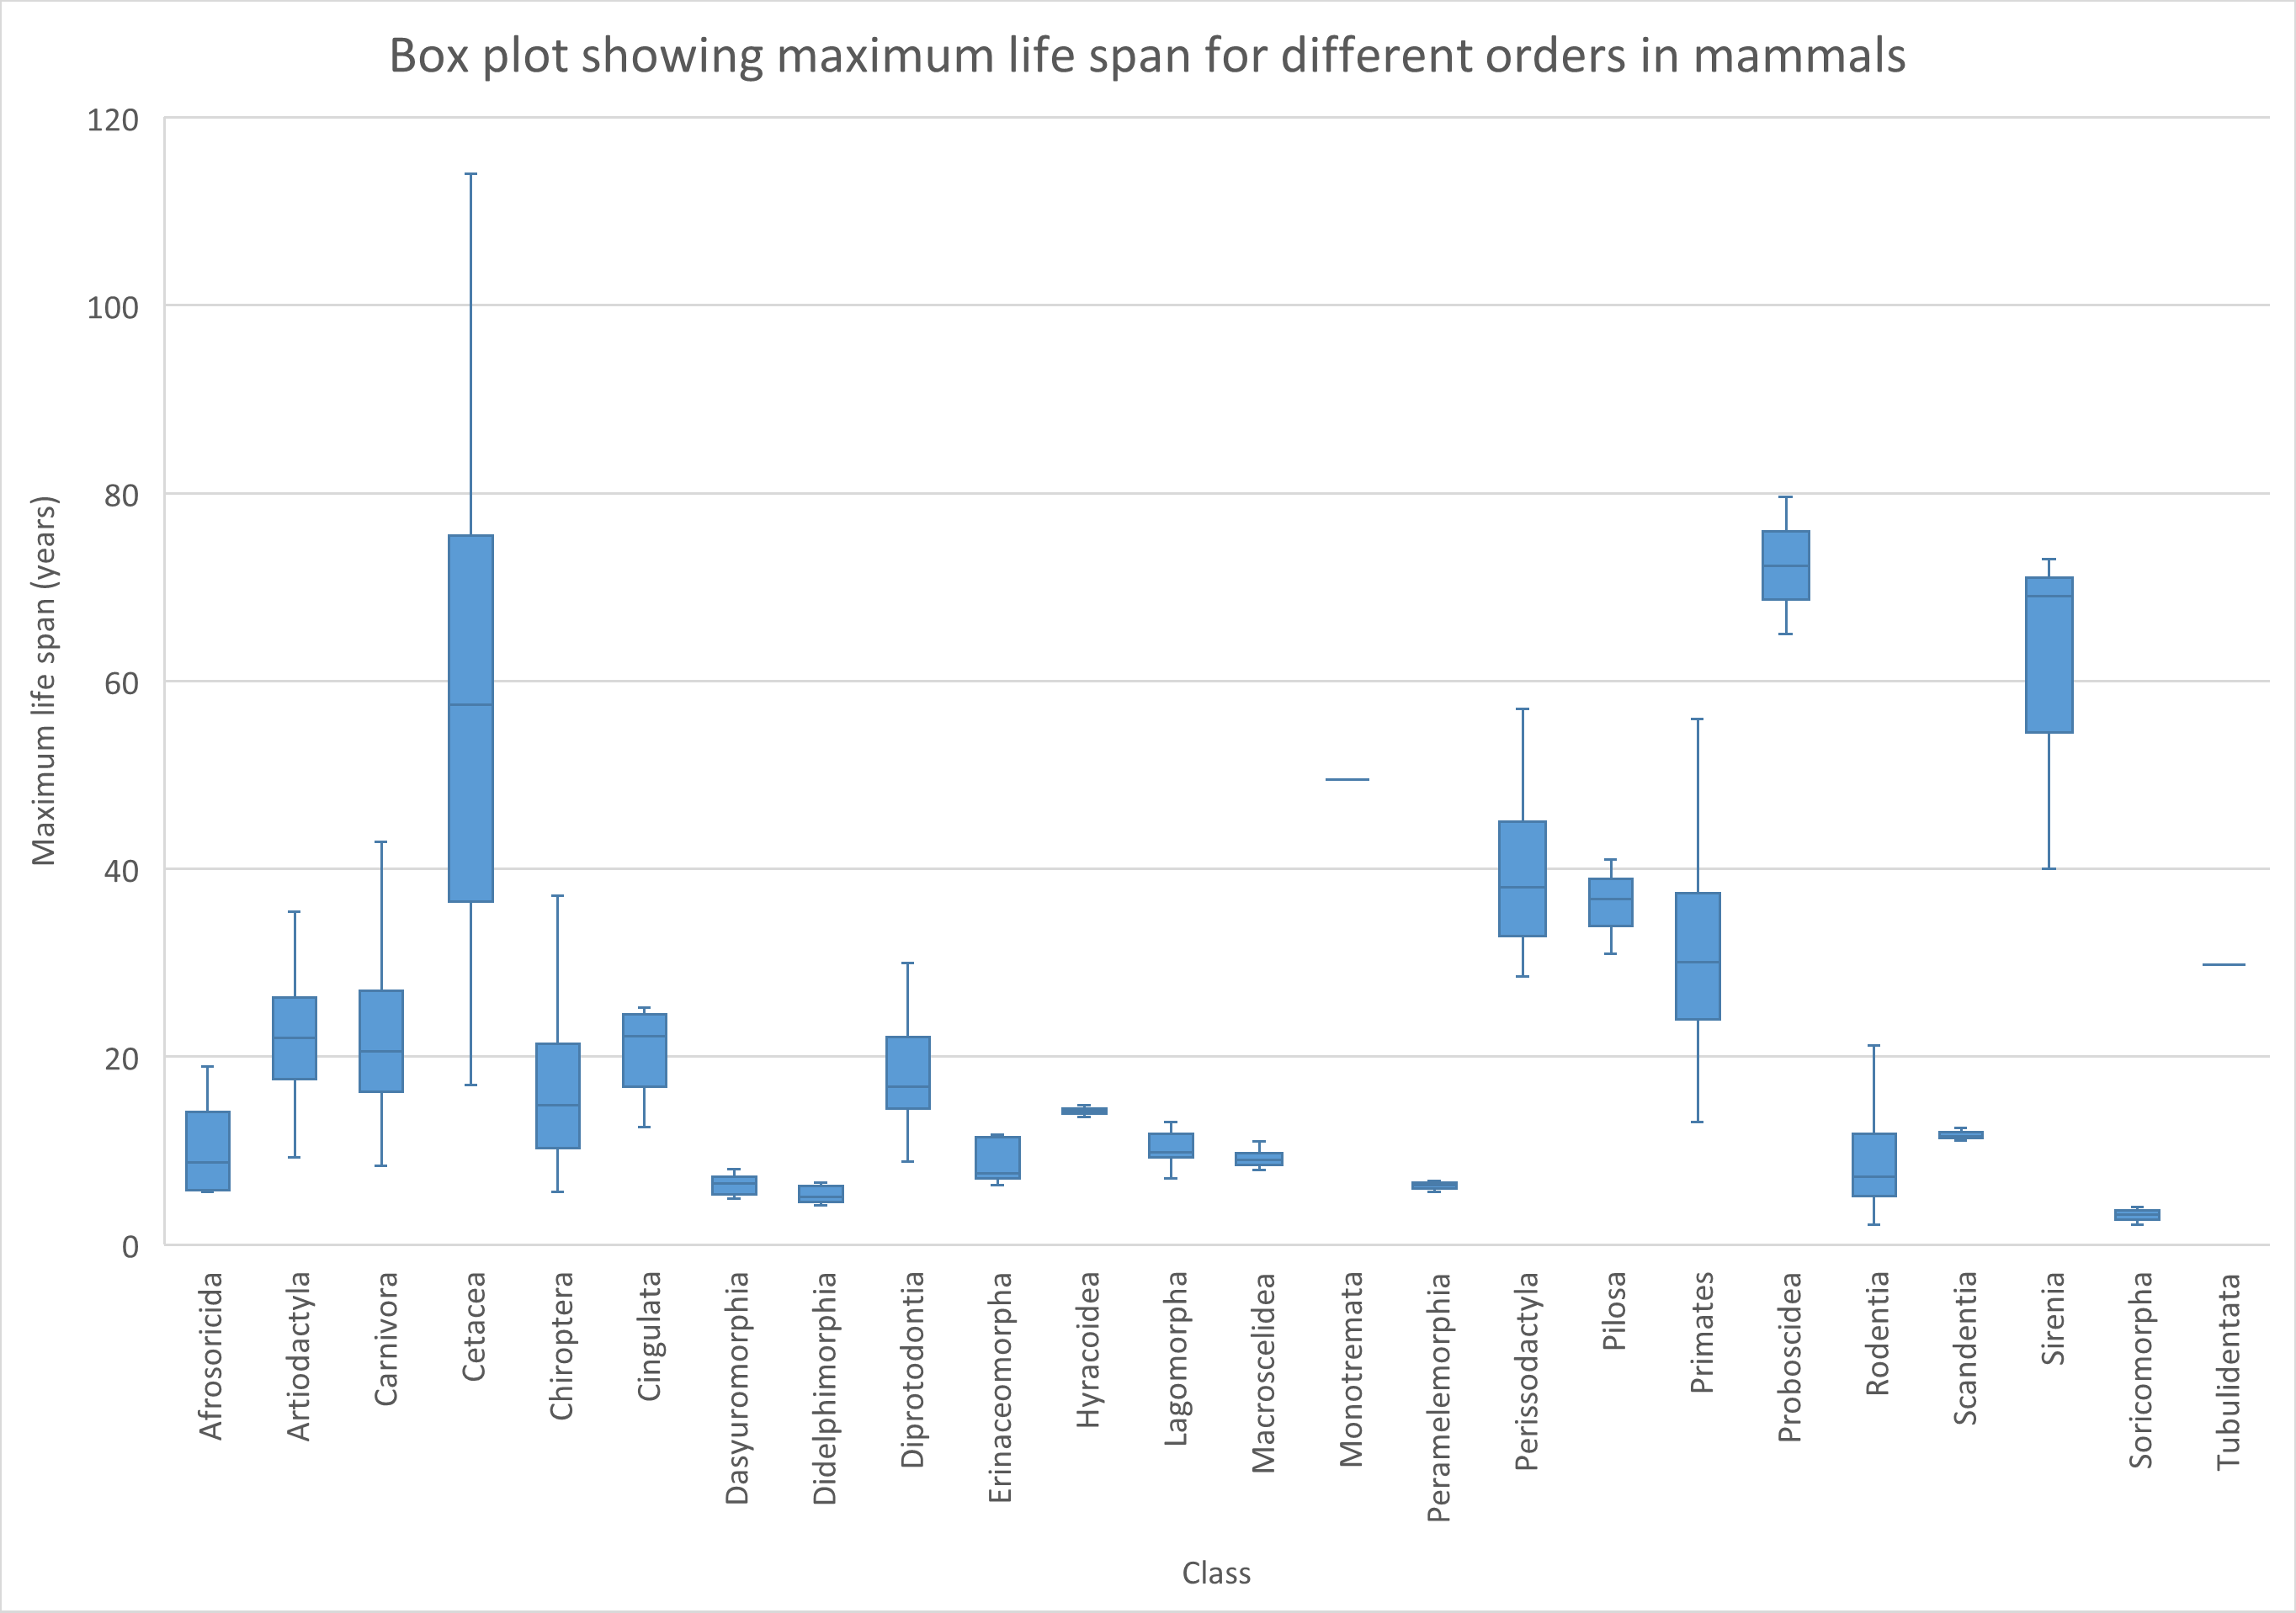 Box plot showing maximum life span for different orders in mammals
120
100
80
60
40
20
0
Maximum life span (years)
Afrosoricida
Artiodactyla
Carnivora
Cetacea
Chiroptera
Cingulata
Dasyuromorphia
Didelphimorphia
Diprotodontia
Erinaceomorpha
Hyracoidea
Lagomorpha
Macroscelidea
Monotremata
Peramelemorphia
Perissodactyla
Pilosa
Primates
Proboscidea
Rodentia
Scandentia
Sirenia
Soricomorpha
Tubulidentata
Class